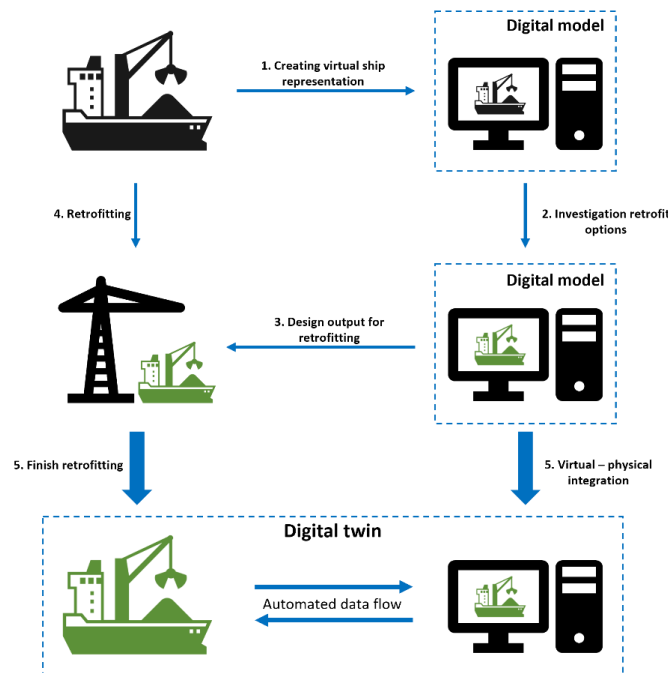 Digital model
1. Creating virtual ship
representation
4. Retrofitting
2. Investigation retrofit
options
Digital model
3. Design output for
retrofitting
5. Finish retrofitting
5. Virtual – physical
integration
Digital twin
Automated data flow